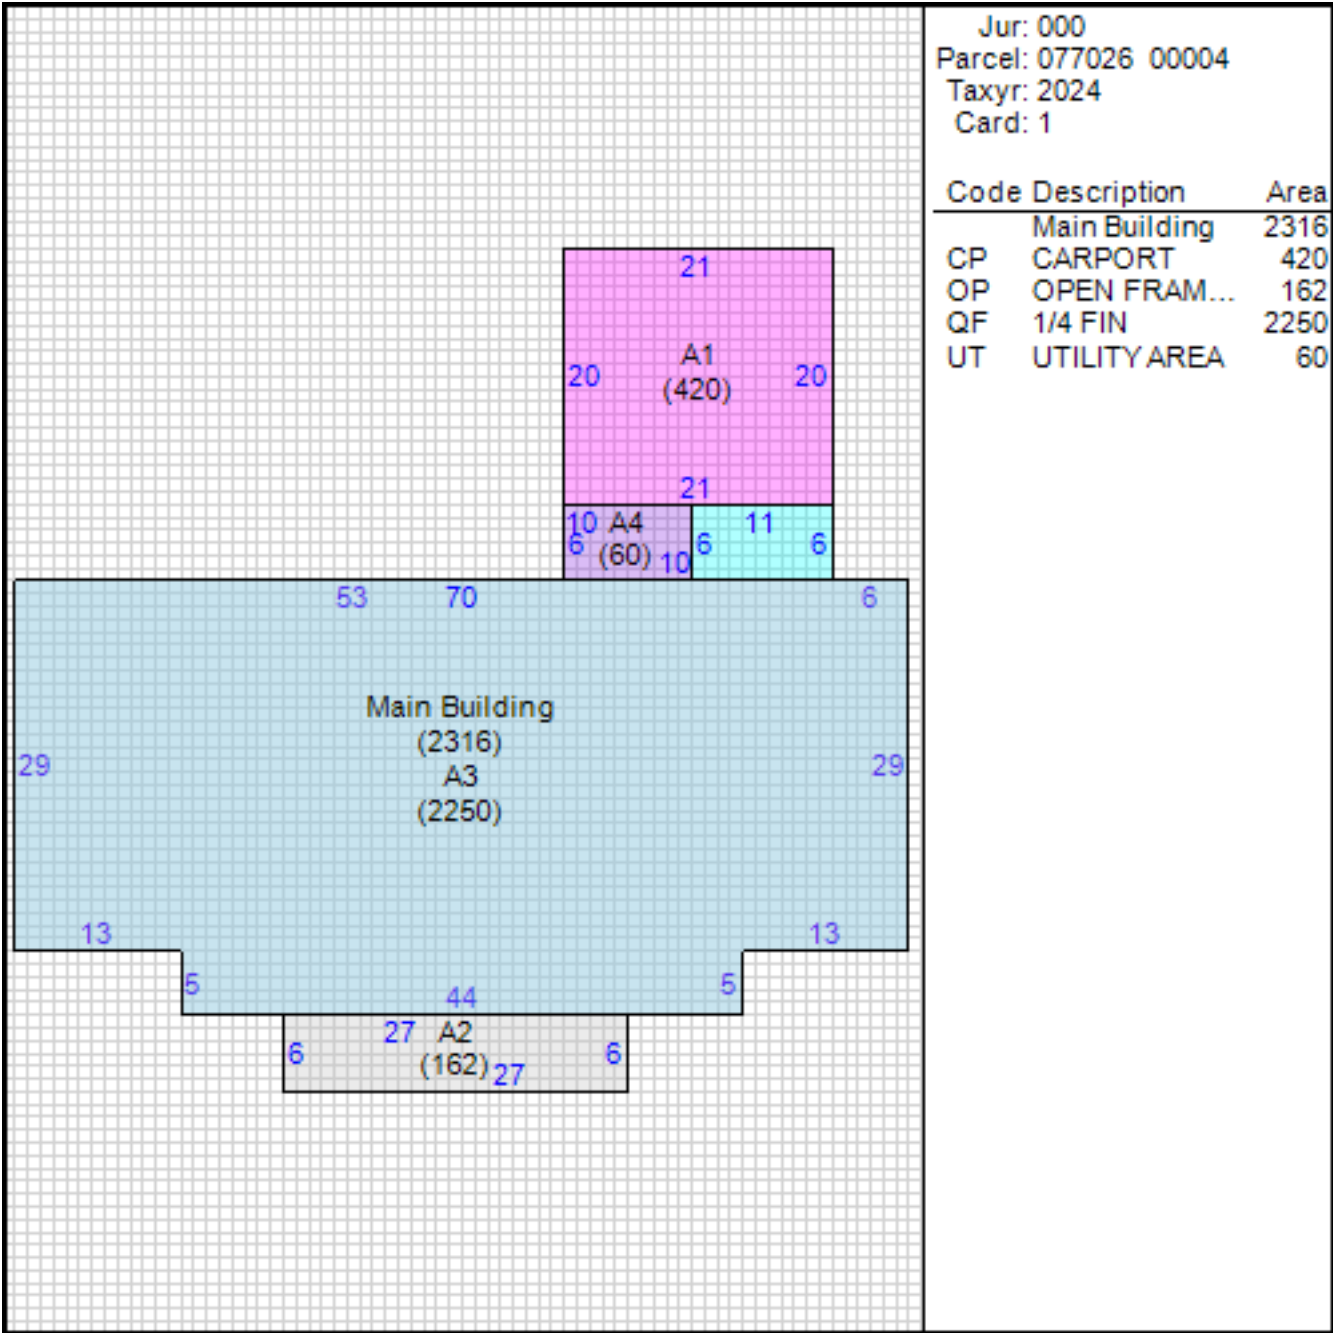 Jur: 000
Parcel: 077026 00004
Taxyr: 2024
Card: 1
Code Description Area
Main Building 2316
CP CARPORT 420
OP OPEN FRAM... 162
QF 1/4 FIN 2250
UT UTILITY AREA 60
21
A1
20 (420) 20
21
10 A4 11
6 (60) 10 6 6
53 70 6
Main Building
(2316)
29 A3 29
(2250)
13 13
5 44 5
27 A2
6 (162) 27 6